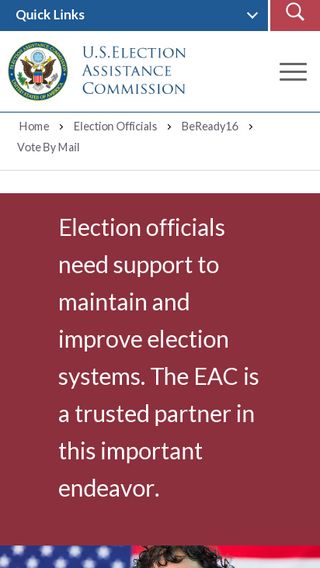 Quick Links
U.S.Election
Assistance
Commission
Home > Election Officials > BeReady16 >
Vote By Mail
Election officials
need support to
maintain and
improve election
systems. The EAC is
a trusted partner in
this important
endeavor.